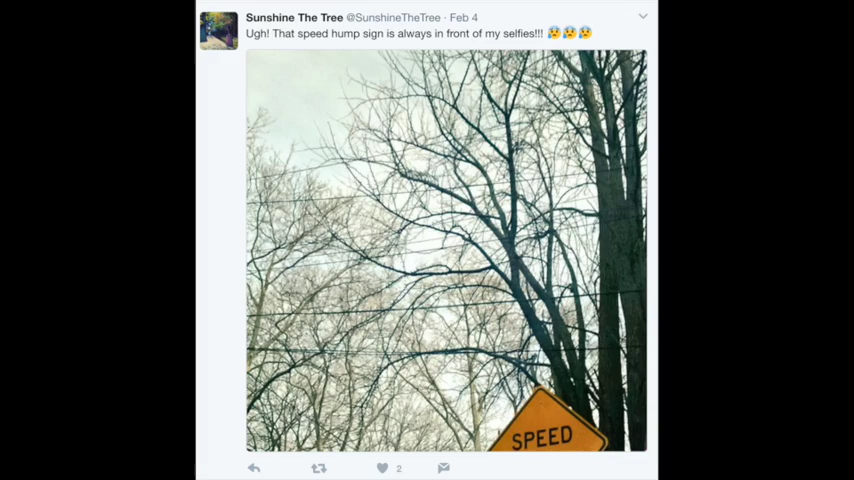 Sunshine The Tree @SunshineTheTree · Feb 4
Ugh! That speed hump sign is always in front of my selfies!!! 😰😰😰
SPEED
2